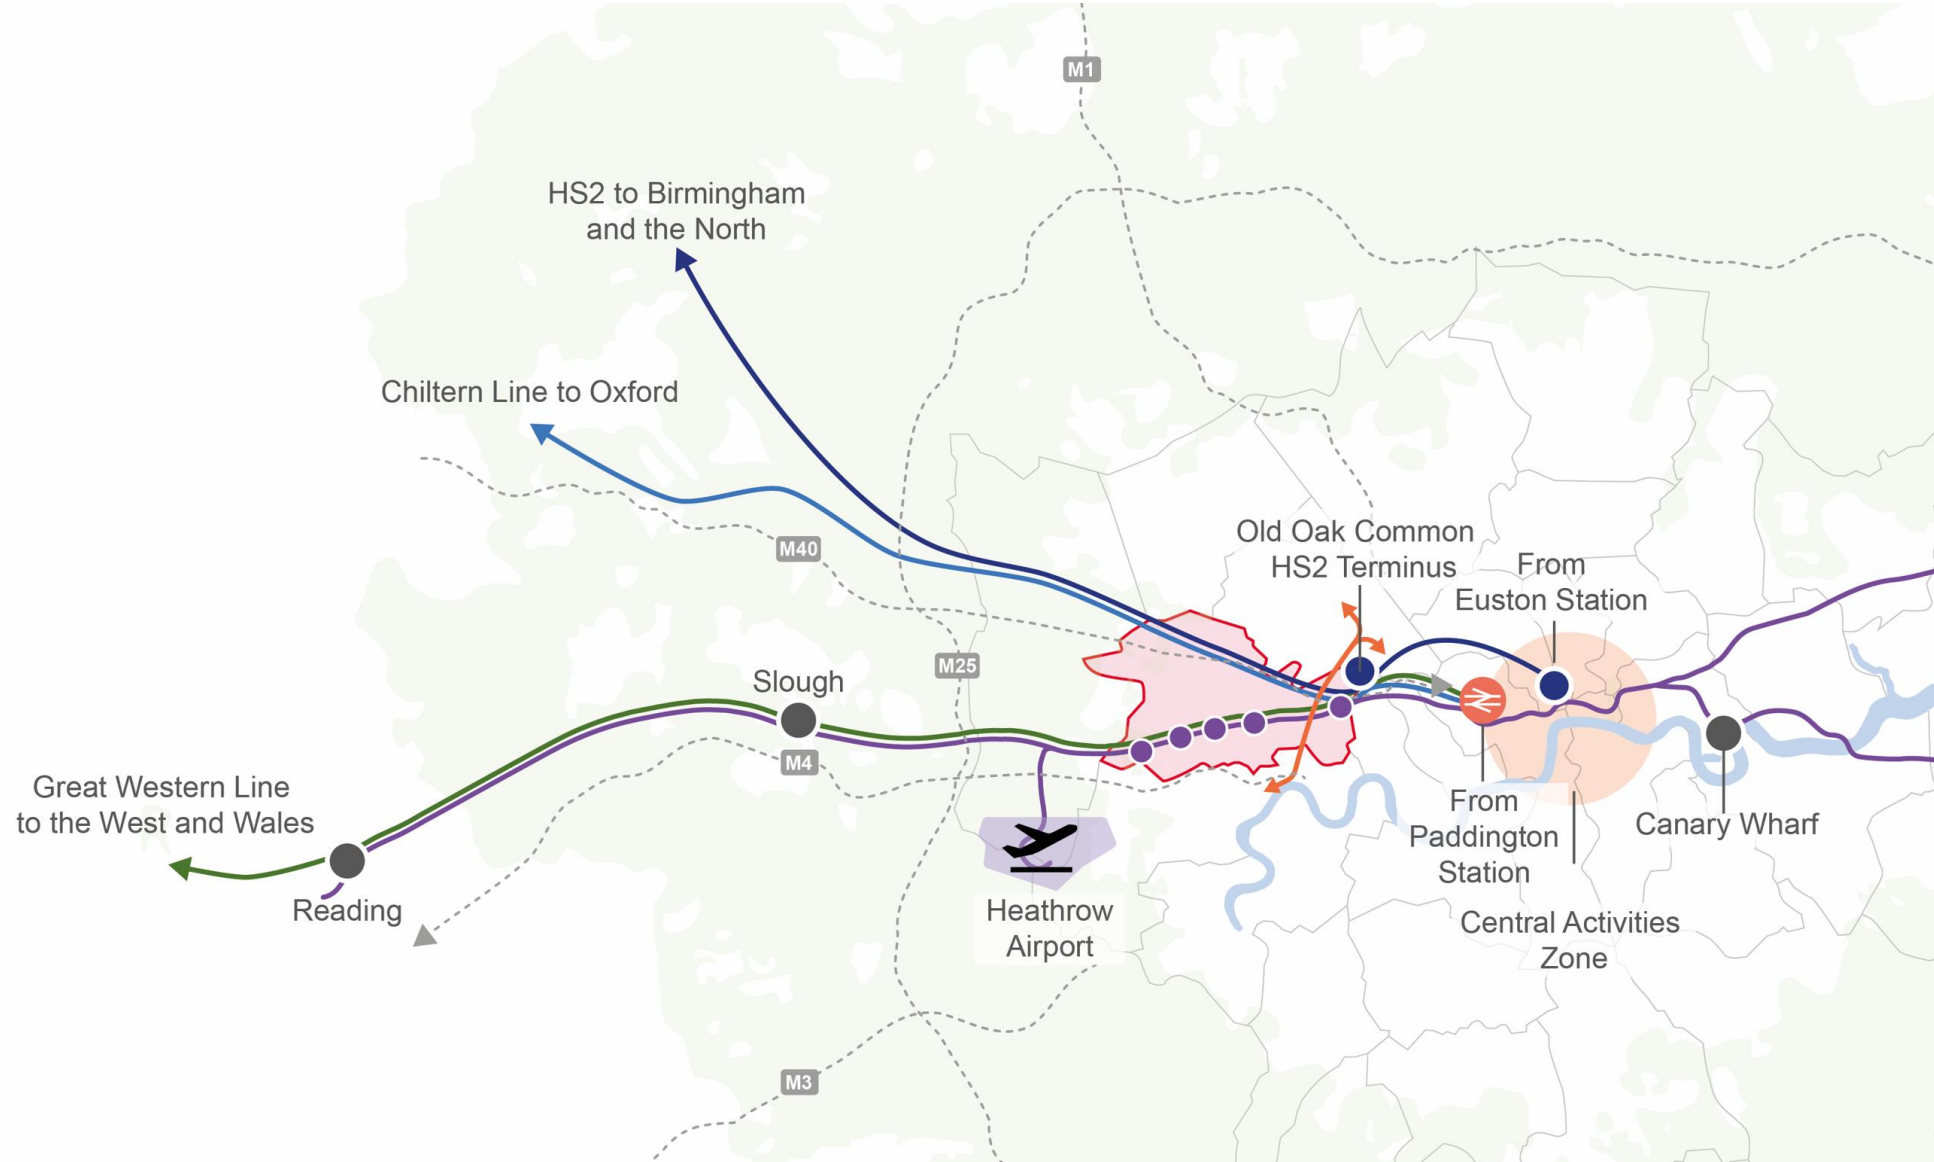 M1
HS2 to Birmingham
and the North
Chiltern Line to Oxford
M40
Old Oak Common
HS2 Terminus
From
Euston Station
M25
Slough
M4
Great Western Line
to the West and Wales
Reading
Heathrow
Airport
From
Paddington
Station
Canary Wharf
Central Activities
Zone
M3